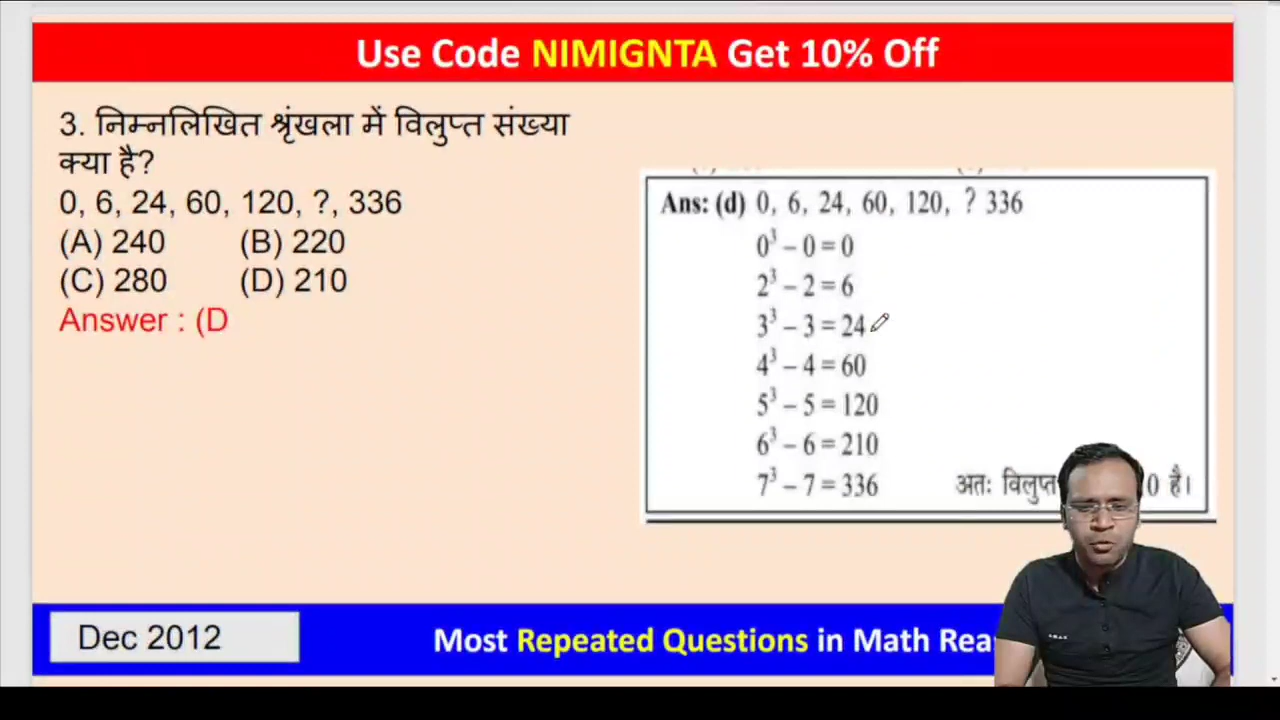 Use Code NIMIGNTA Get 10% Off
3. निम्नलिखित श्रृंखला में विलुप्त संख्या
क्या है?
0, 6, 24, 60, 120, ?, 336
(A) 240 (B) 220
(C) 280 (D) 210
Answer : (D
Ans: (d) 0, 6, 24, 60, 120, ? 336
0³ – 0 = 0
2³ – 2 = 6
3³ – 3 = 24
4³ – 4 = 60
5³ – 5 = 120
6³ – 6 = 210
7³ – 7 = 336 अतः विलुप्त 0 है।
Dec 2012
Most Repeated Questions in Math Rea